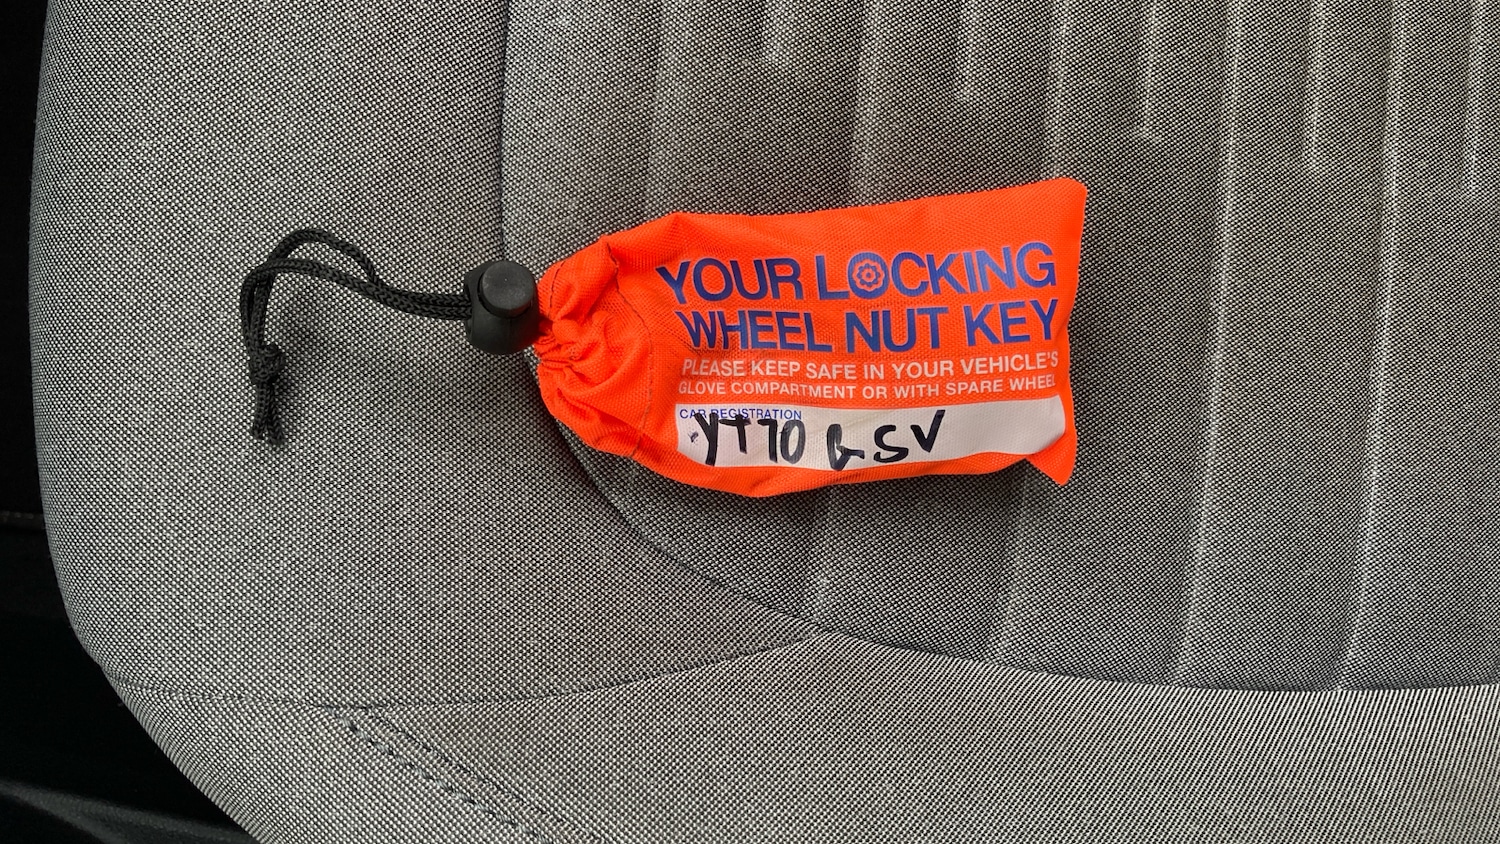 YOUR LOCKING
WHEEL NUT KEY
PLEASE KEEP SAFE IN YOUR VEHICLE'S
GLOVE COMPARTMENT OR WITH SPARE WHEEL
CAR REGISTRATION
YT70 GSV